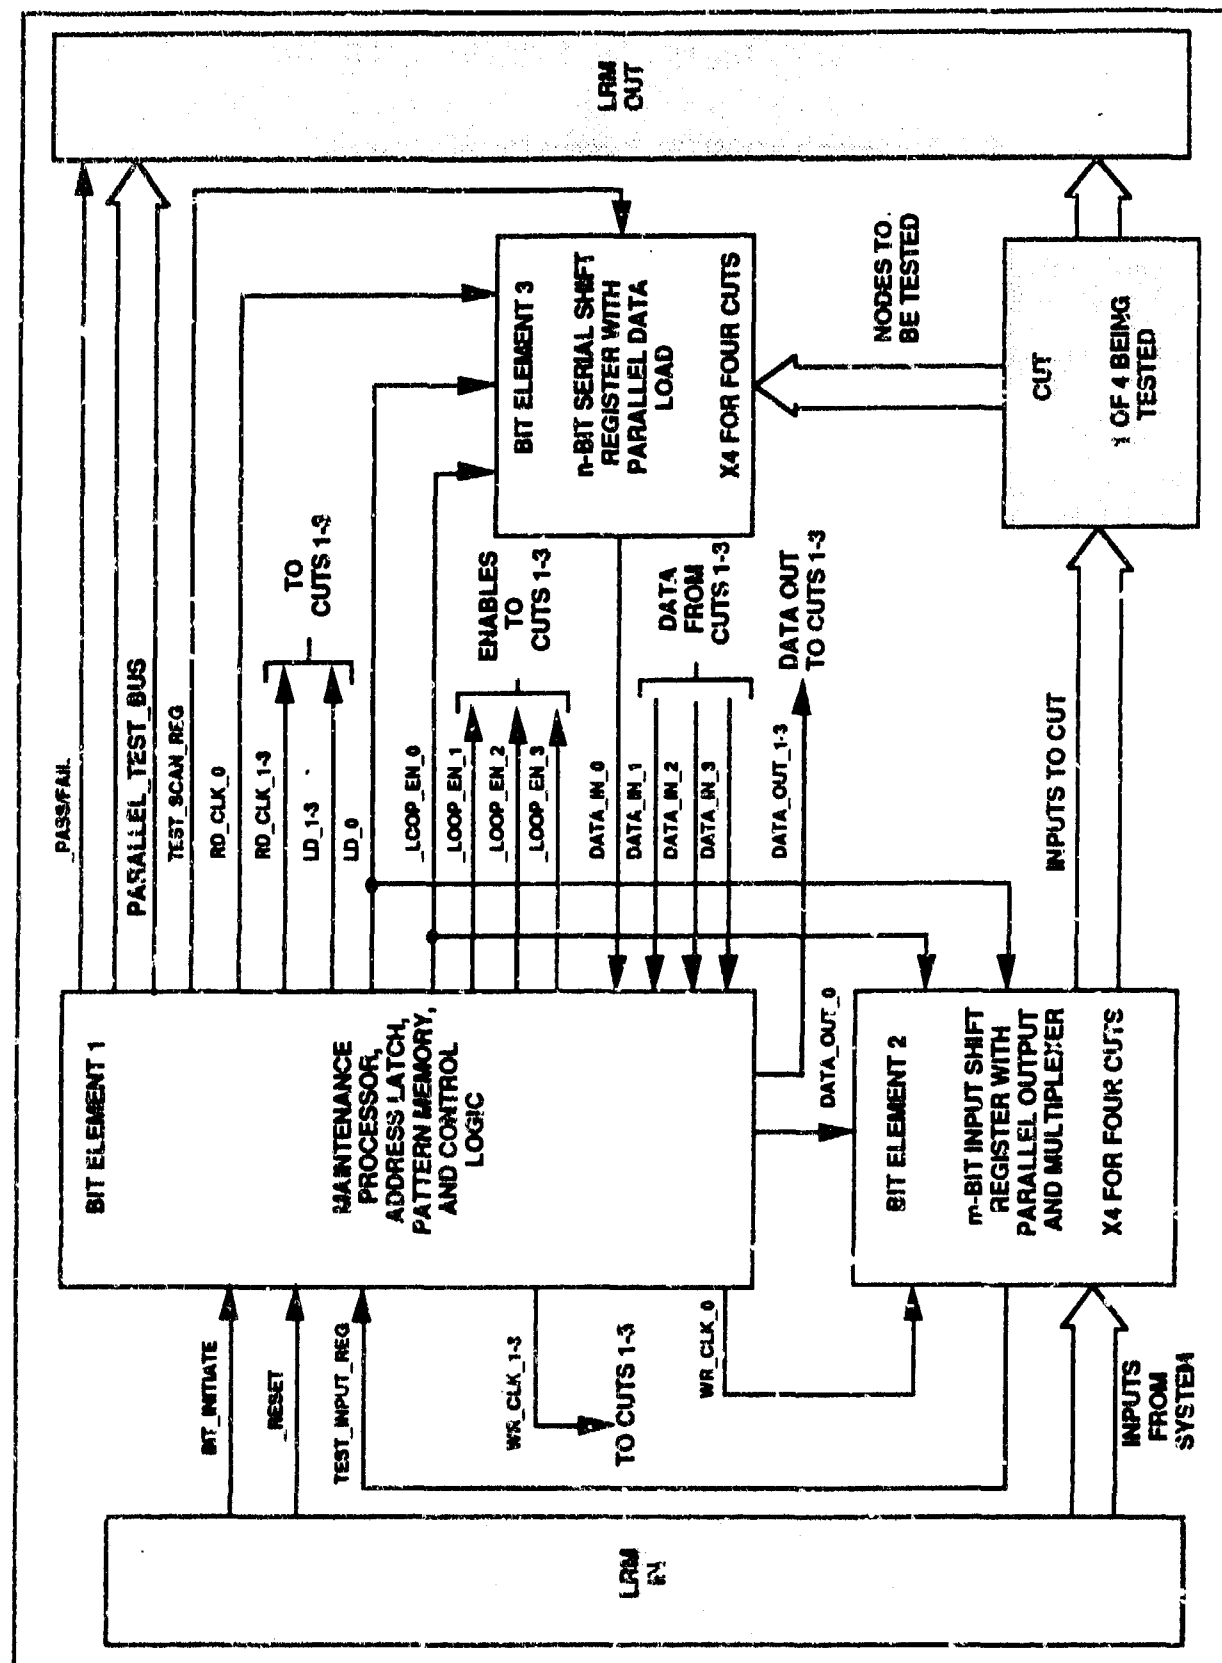 LRM
IN
BIT_INITIATE
_RESET
TEST_INPUT_REG
WR_CLK_1-3
TO CUTS 1-3
WR_CLK_0
INPUTS
FROM
SYSTEM
BIT ELEMENT 1
MAINTENANCE
PROCESSOR,
ADDRESS LATCH,
PATTERN MEMORY,
AND CONTROL
LOGIC
DATA_OUT_0
BIT ELEMENT 2
m-BIT INPUT SHIFT
REGISTER WITH
PARALLEL OUTPUT
AND MULTIPLEXER
X4 FOR FOUR CUTS
_PASS/FAIL
PARALLEL_TEST_BUS
TEST_SCAN_REG
RD_CLK_0
RD_CLK_1-3
LD_1-3
LD_0
TO
CUTS 1-3
_LOOP_EN_0
_LOOP_EN_1
_LOOP_EN_2
_LOOP_EN_3
ENABLES
TO
CUTS 1-3
DATA_IN_0
DATA_IN_1
DATA_IN_2
DATA_IN_3
DATA
FROM
CUTS 1-3
DATA_OUT_1-3
DATA OUT
TO CUTS 1-3
INPUTS TO CUT
BIT ELEMENT 3
n-BIT SERIAL SHIFT
REGISTER WITH
PARALLEL DATA
LOAD
X4 FOR FOUR CUTS
NODES TO
BE TESTED
CUT
1 OF 4 BEING
TESTED
LRM
OUT